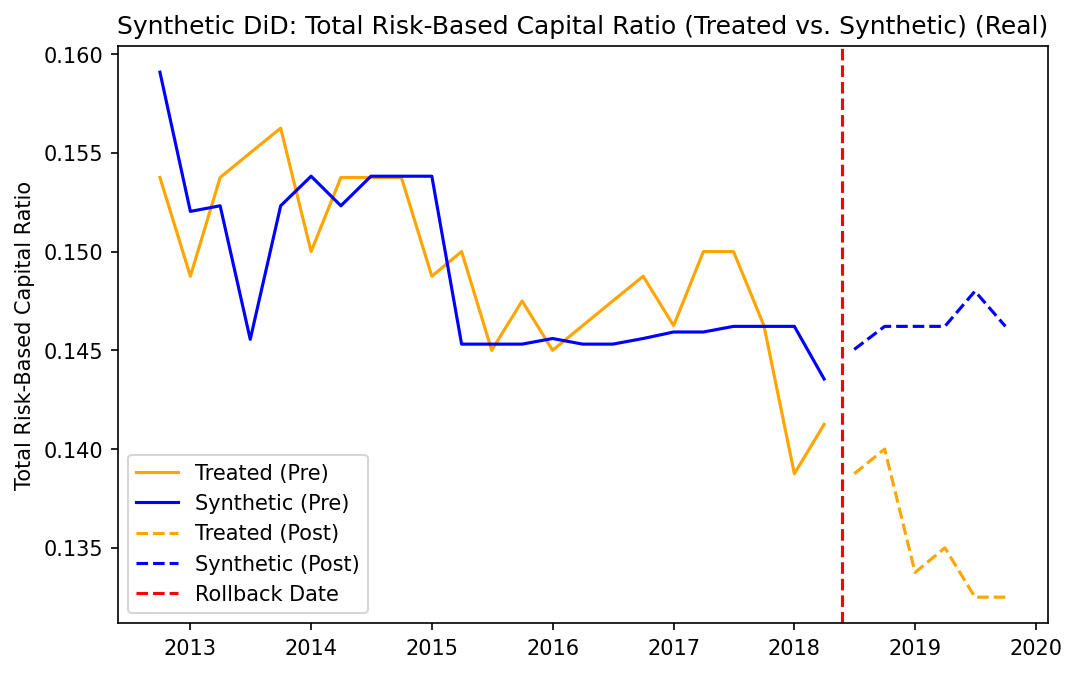 Synthetic DiD: Total Risk-Based Capital Ratio (Treated vs. Synthetic) (Real)
Total Risk-Based Capital Ratio
0.160
0.155
0.150
0.145
0.140
0.135
Treated (Pre)
Synthetic (Pre)
Treated (Post)
Synthetic (Post)
Rollback Date
2013 2014 2015 2016 2017 2018 2019 2020